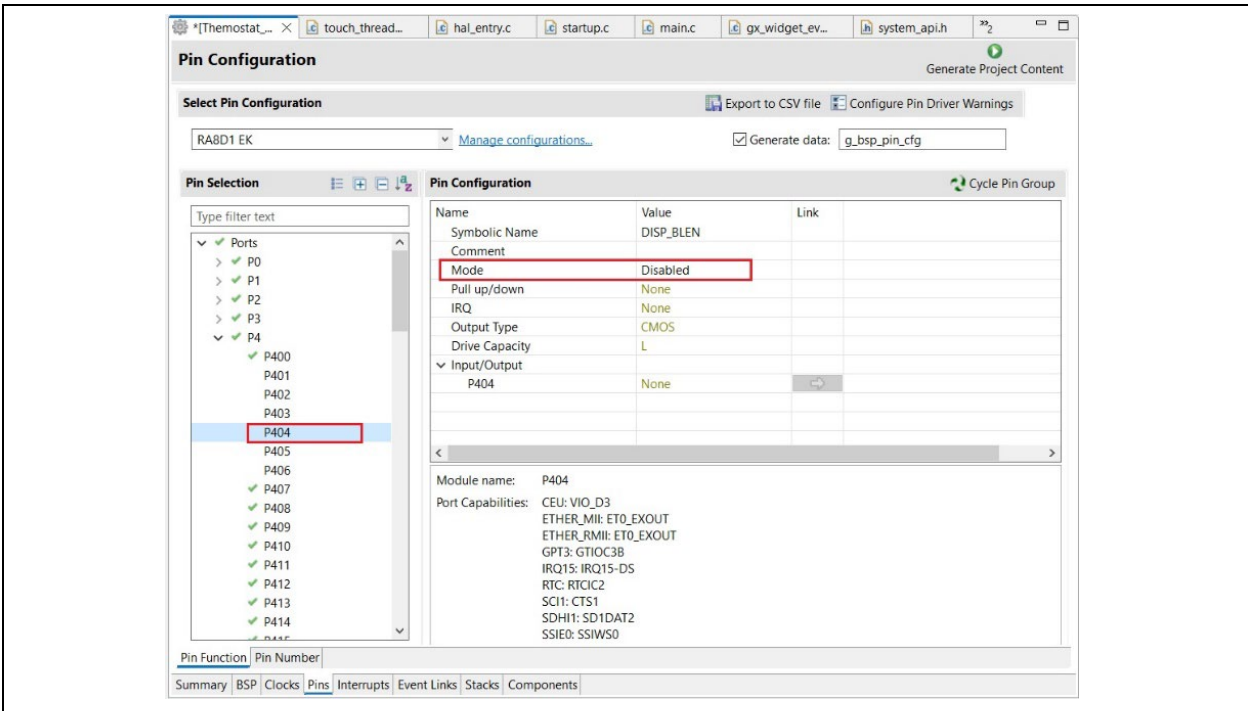 *[Themostat_... touch_thread... hal_entry.c startup.c main.c gx_widget_ev... system_api.h »2
Pin Configuration
Generate Project Content
Select Pin Configuration Export to CSV file Configure Pin Driver Warnings
RA8D1 EK Manage configurations... Generate data: g_bsp_pin_cfg
Pin Selection Pin Configuration Cycle Pin Group
Type filter text
Name Value Link
Symbolic Name DISP_BLEN
Ports
Comment
P0
Mode Disabled
P1
Pull up/down None
P2
IRQ None
P3
Output Type CMOS
P4
Drive Capacity L
P400
Input/Output
P401
P404 None
P402
P403
P404
P405
P406
P407
P408
P409
P410
P411
P412
P413
P414
Module name: P404
Port Capabilities: CEU: VIO_D3
ETHER_MII: ET0_EXOUT
ETHER_RMII: ET0_EXOUT
GPT3: GTIOC3B
IRQ15: IRQ15-DS
RTC: RTCIC2
SCI1: CTS1
SDHI1: SD1DAT2
SSIE0: SSIWS0
Pin Function Pin Number
Summary BSP Clocks Pins Interrupts Event Links Stacks Components